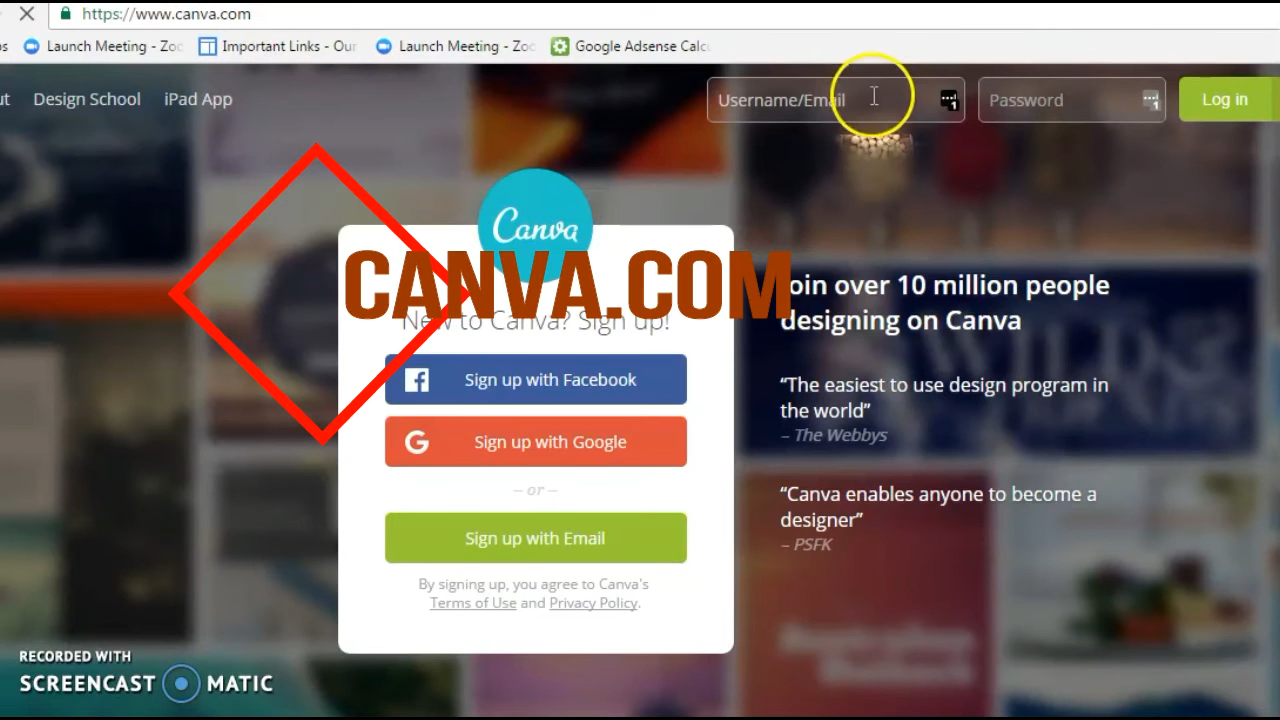 https://www.canva.com
Launch Meeting - Zoo
Important Links - Our
Launch Meeting - Zoo
Google Adsense Calc
Design School
iPad App
Username/Email
Password
Log in
Canva
CANVA.COM
New to Canva? Sign up!
Sign up with Facebook
Sign up with Google
– or –
Sign up with Email
By signing up, you agree to Canva's
Terms of Use and Privacy Policy.
Join over 10 million people
designing on Canva
“The easiest to use design program in
the world”
– The Webbys
“Canva enables anyone to become a
designer”
– PSFK
RECORDED WITH
SCREENCAST MATIC